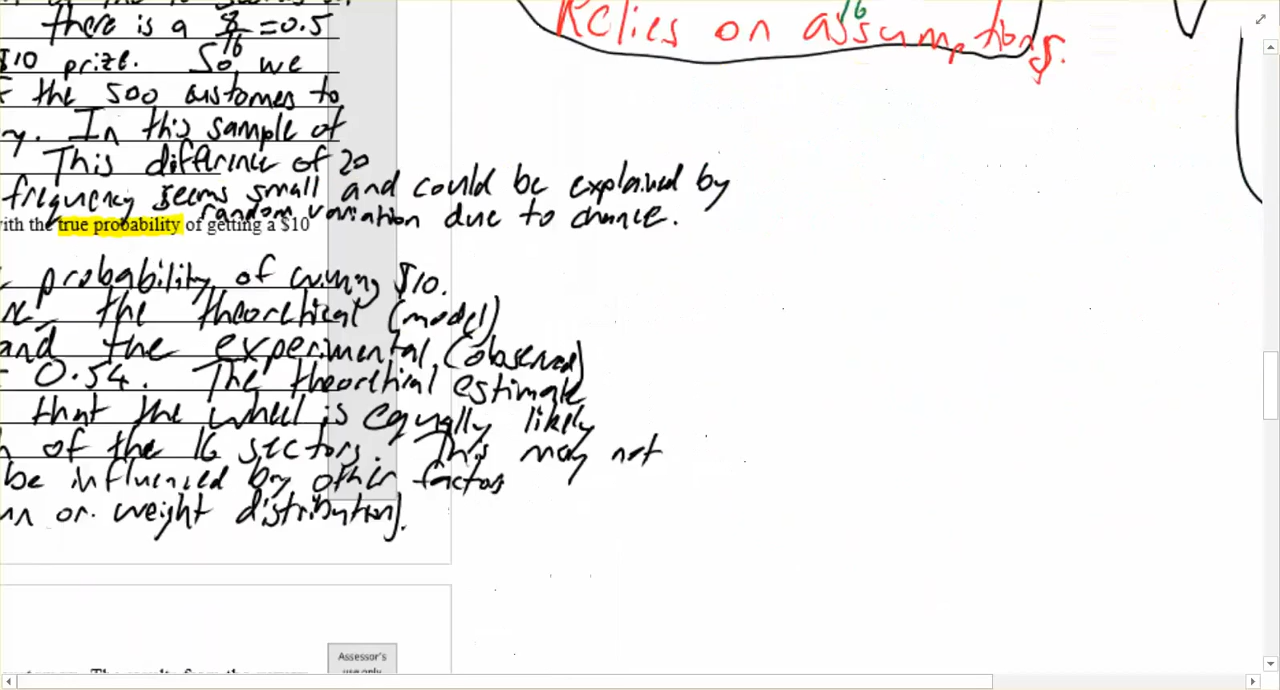 there is a 8/16 = 0.5
$10 prize. So, we
the 500 customes to
In this sample of
This difference of 20
frequency seems small and could be explained by
random variation due to chance.
with the true probability of getting a $10
probability of winning $10.
the theoretical (model)
and the experimental (observed)
0.54. The theoretical estimate
that the wheel is equally likely
of the 16 sectors. This may not
be influenced by other factors
or weight distribution).
Relies on assumptions.
16
Assessor's
use only